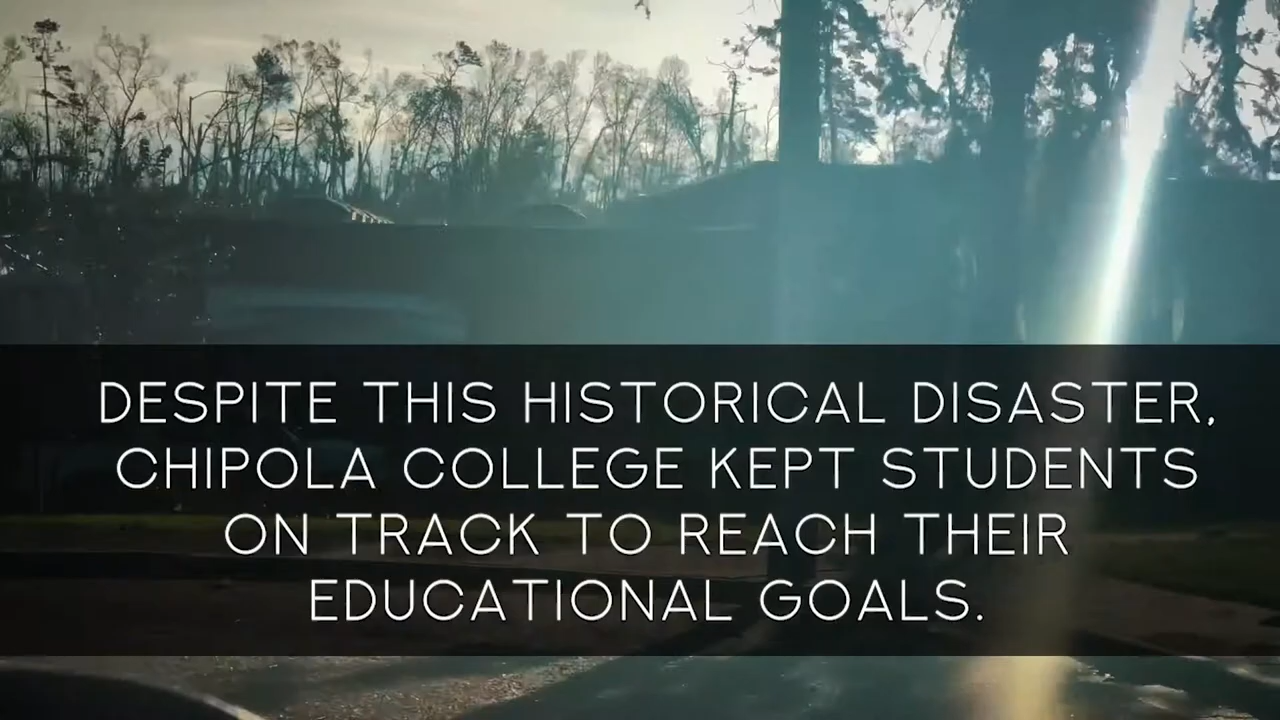 DESPITE THIS HISTORICAL DISASTER,
CHIPOLA COLLEGE KEPT STUDENTS
ON TRACK TO REACH THEIR
EDUCATIONAL GOALS.